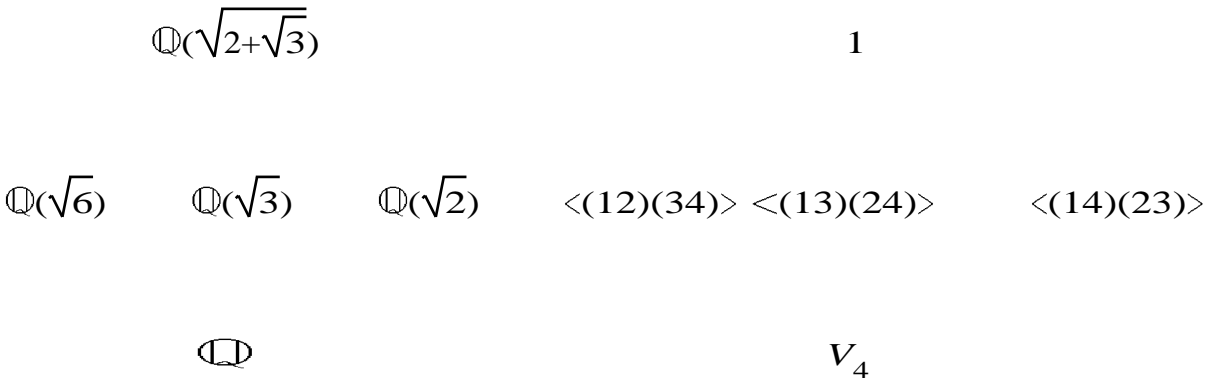 ℚ(√(2+√3)) 1
ℚ(√6) ℚ(√3) ℚ(√2) <(12)(34)> <(13)(24)> <(14)(23)>
ℚ V₄